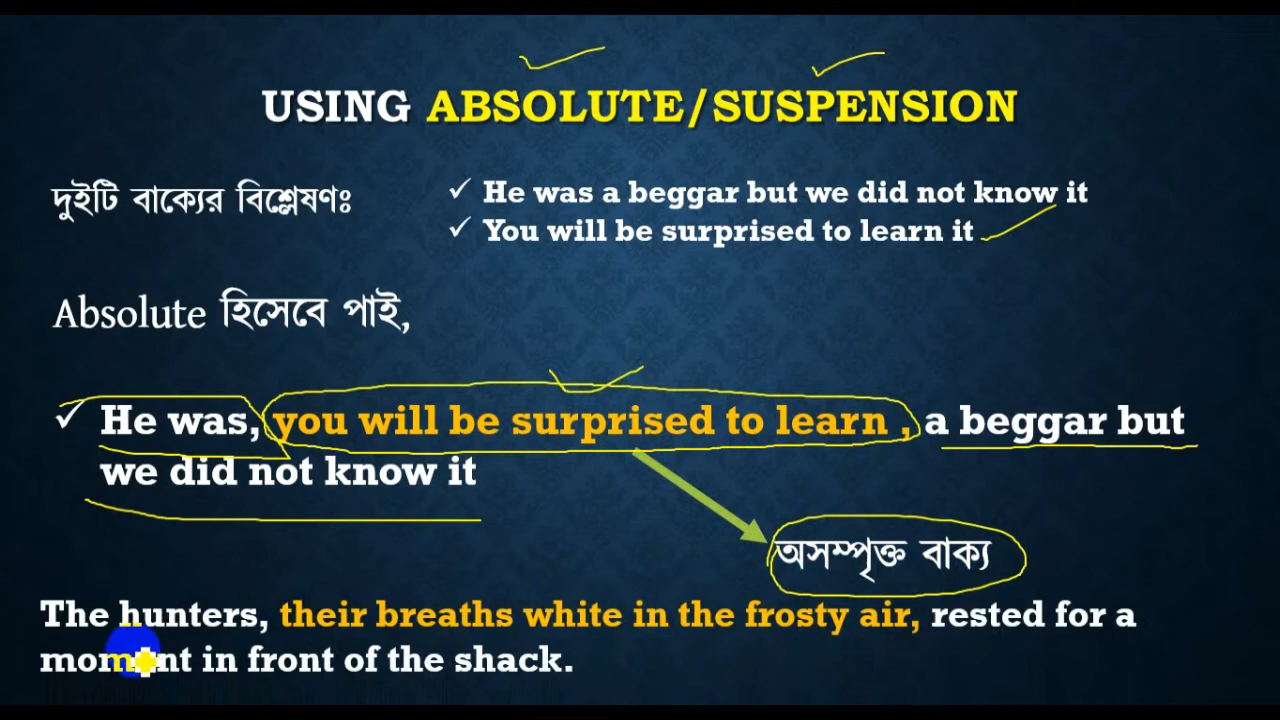 USING ABSOLUTE/SUSPENSION
দুইটি বাক্যের বিশ্লেষণঃ
✓ He was a beggar but we did not know it
✓ You will be surprised to learn it
Absolute হিসেবে পাই,
✓ He was, you will be surprised to learn , a beggar but
we did not know it
অসম্পৃক্ত বাক্য
The hunters, their breaths white in the frosty air, rested for a
moment in front of the shack.